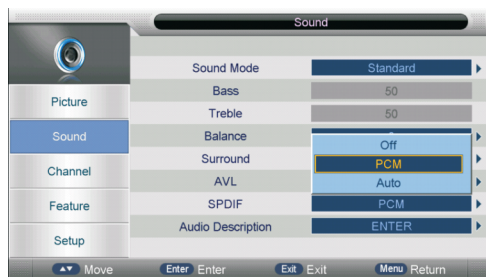 Sound
Picture
Sound
Channel
Feature
Setup
Sound Mode Standard
Bass 50
Treble 50
Balance
Surround
AVL
SPDIF PCM
Audio Description ENTER
Off
PCM
Auto
Move Enter Enter Exit Exit Menu Return